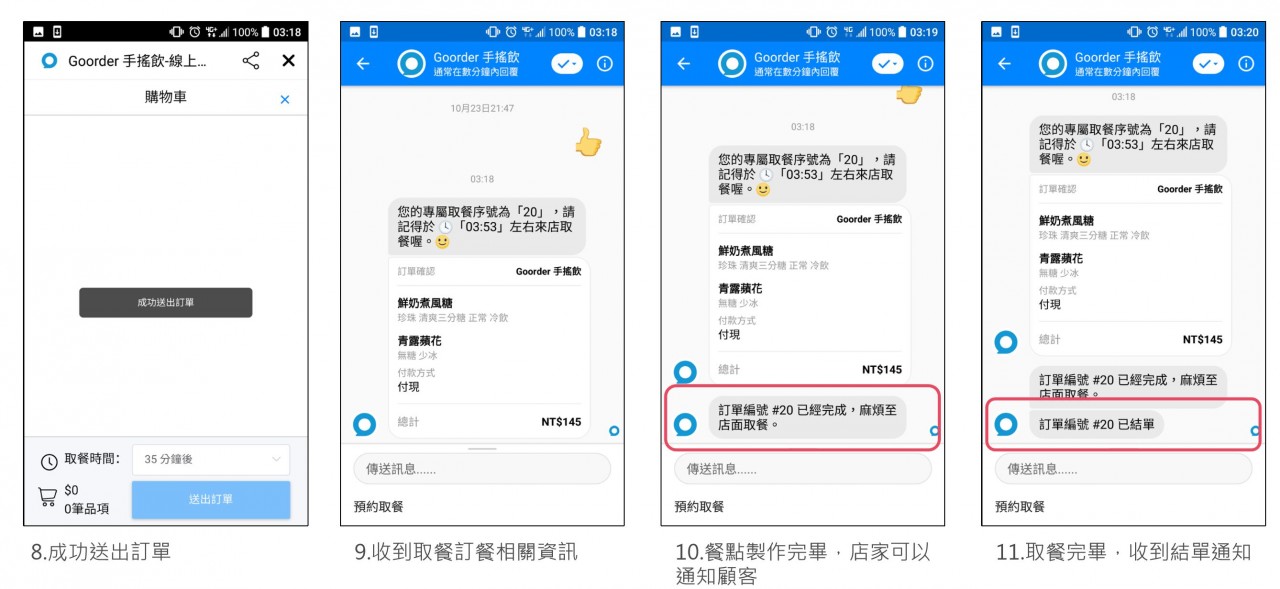 100% 03:18
Goorder 手搖飲-線上...
購物車
成功送出訂單
取餐時間:
35 分鐘後
$0
0筆品項
送出訂單
8.成功送出訂單
4G+ 100% 03:18
Goorder 手搖飲
通常在數分鐘內回覆
10月23日21:47
03:18
您的專屬取餐序號為「20」,請
記得於「03:53」左右來店取
餐喔。
訂單確認
Goorder 手搖飲
鮮奶煮風糖
珍珠 清爽三分糖 正常 冷飲
青露蘋花
無糖 少冰
付款方式
付現
總計
NT$145
傳送訊息......
預約取餐
9.收到取餐訂餐相關資訊
4G 100% 03:19
Goorder 手搖飲
通常在數分鐘內回覆
03:18
您的專屬取餐序號為「20」,請
記得於「03:53」左右來店取
餐喔。
訂單確認
Goorder 手搖飲
鮮奶煮風糖
珍珠 清爽三分糖 正常 冷飲
青露蘋花
無糖 少冰
付款方式
付現
總計
NT$145
訂單編號 #20 已經完成,麻煩至
店面取餐。
傳送訊息......
預約取餐
10.餐點製作完畢,店家可以
通知顧客
4G+ 100% 03:20
Goorder 手搖飲
通常在數分鐘內回覆
03:18
您的專屬取餐序號為「20」,請
記得於「03:53」左右來店取
餐喔。
訂單確認
Goorder 手搖飲
鮮奶煮風糖
珍珠 清爽三分糖 正常 冷飲
青露蘋花
無糖 少冰
付款方式
付現
總計
NT$145
訂單編號 #20 已經完成,麻煩至
店面取餐。
訂單編號 #20 已結單
傳送訊息......
預約取餐
11.取餐完畢,收到結單通知